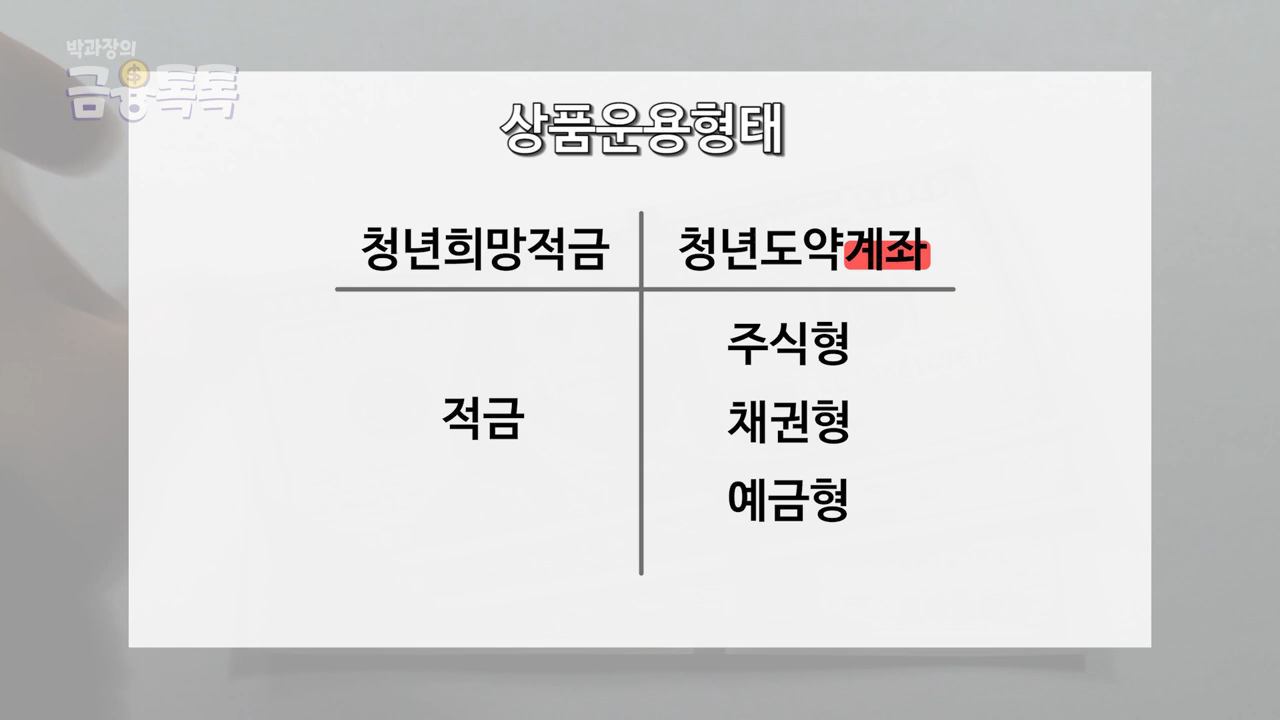 박과장의
금융톡톡
상품운용형태
청년희망적금 청년도약계좌
적금
주식형
채권형
예금형